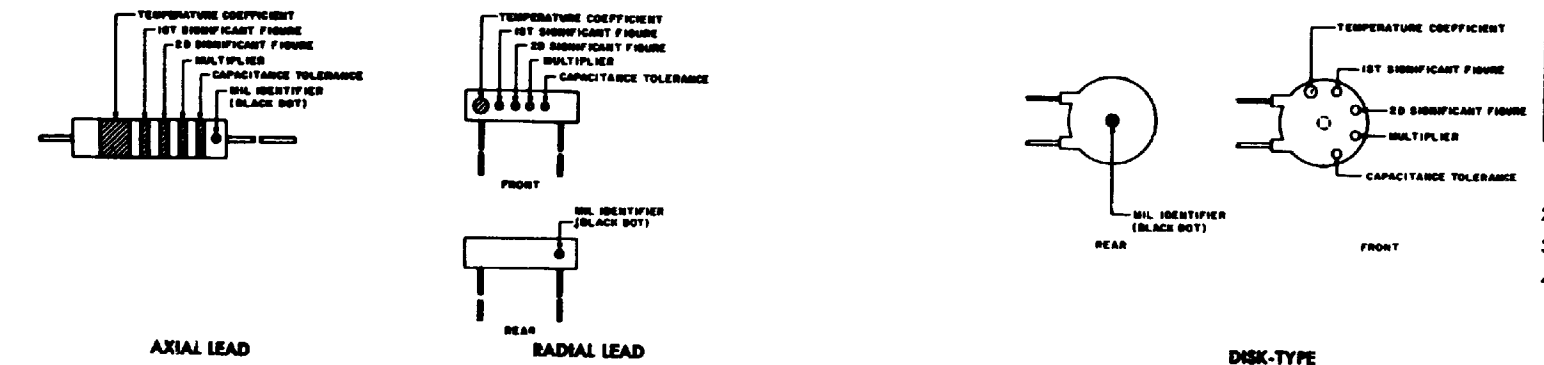 TEMPERATURE COEFFICIENT
1ST SIGNIFICANT FIGURE
2D SIGNIFICANT FIGURE
MULTIPLIER
CAPACITANCE TOLERANCE
MIL IDENTIFIER
(BLACK DOT)
AXIAL LEAD
TEMPERATURE COEFFICIENT
1ST SIGNIFICANT FIGURE
2D SIGNIFICANT FIGURE
MULTIPLIER
CAPACITANCE TOLERANCE
FRONT
MIL IDENTIFIER
(BLACK DOT)
REAR
RADIAL LEAD
MIL IDENTIFIER
(BLACK DOT)
REAR
TEMPERATURE COEFFICIENT
1ST SIGNIFICANT FIGURE
2D SIGNIFICANT FIGURE
MULTIPLIER
CAPACITANCE TOLERANCE
FRONT
DISK-TYPE